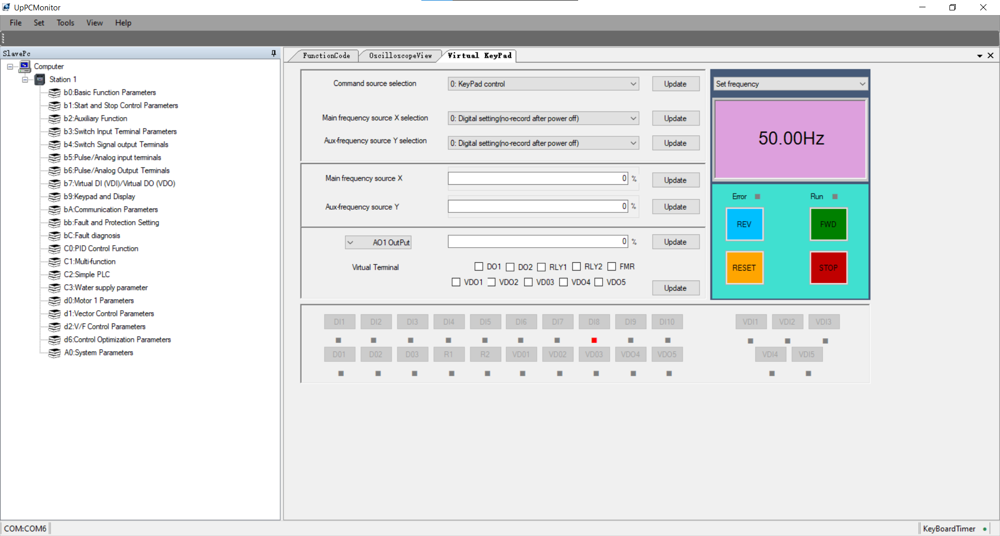 UpPCMonitor
File Set Tools View Help
SlavePc
Computer
Station 1
b0:Basic Function Parameters
b1:Start and Stop Control Parameters
b2:Auxiliary Function
b3:Switch Input Terminal Parameters
b4:Switch Signal output Terminals
b5:Pulse/Analog input terminals
b6:Pulse/Analog Output Terminals
b7:Virtual DI (VDI)/Virtual DO (VDO)
b9:Keypad and Display
bA:Communication Parameters
bb:Fault and Protection Setting
bC:Fault diagnosis
C0:PID Control Function
C1:Multi-function
C2:Simple PLC
C3:Water supply parameter
d0:Motor 1 Parameters
d1:Vector Control Parameters
d2:V/F Control Parameters
d6:Control Optimization Parameters
A0:System Parameters
FunctionCode OscilloscopeView Virtual KeyPad
Command source selection 0: KeyPad control Update
Main frequency source X selection 0: Digital setting(no-record after power off) Update
Aux-frequency source Y selection 0: Digital setting(no-record after power off) Update
Main frequency source X 0 % Update
Aux-frequency source Y 0 % Update
AO1 OutPut 0 % Update
Virtual Terminal DO1 DO2 RLY1 RLY2 FMR
VDO1 VDO2 VD03 VDO4 VDO5
Update
Set frequency
50.00Hz
Error Run
REV FWD
RESET STOP
DI1 DI2 DI3 DI4 DI5 DI6 DI7 DI8 DI9 DI10 VDI1 VDI2 VDI3
D01 D02 D03 R1 R2 VD01 VD02 VD03 VDO4 VDO5 VDI4 VDI5
COM:COM6 KeyBoardTimer